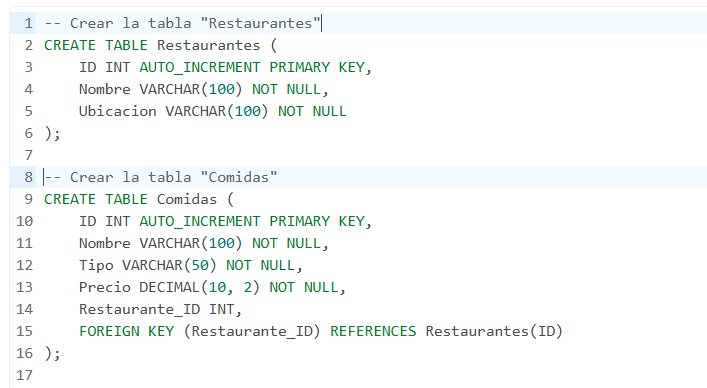 1 -- Crear la tabla "Restaurantes"
2 CREATE TABLE Restaurantes (
3     ID INT AUTO_INCREMENT PRIMARY KEY,
4     Nombre VARCHAR(100) NOT NULL,
5     Ubicacion VARCHAR(100) NOT NULL
6 );
7
8 -- Crear la tabla "Comidas"
9 CREATE TABLE Comidas (
10     ID INT AUTO_INCREMENT PRIMARY KEY,
11     Nombre VARCHAR(100) NOT NULL,
12     Tipo VARCHAR(50) NOT NULL,
13     Precio DECIMAL(10, 2) NOT NULL,
14     Restaurante_ID INT,
15     FOREIGN KEY (Restaurante_ID) REFERENCES Restaurantes(ID)
16 );
17